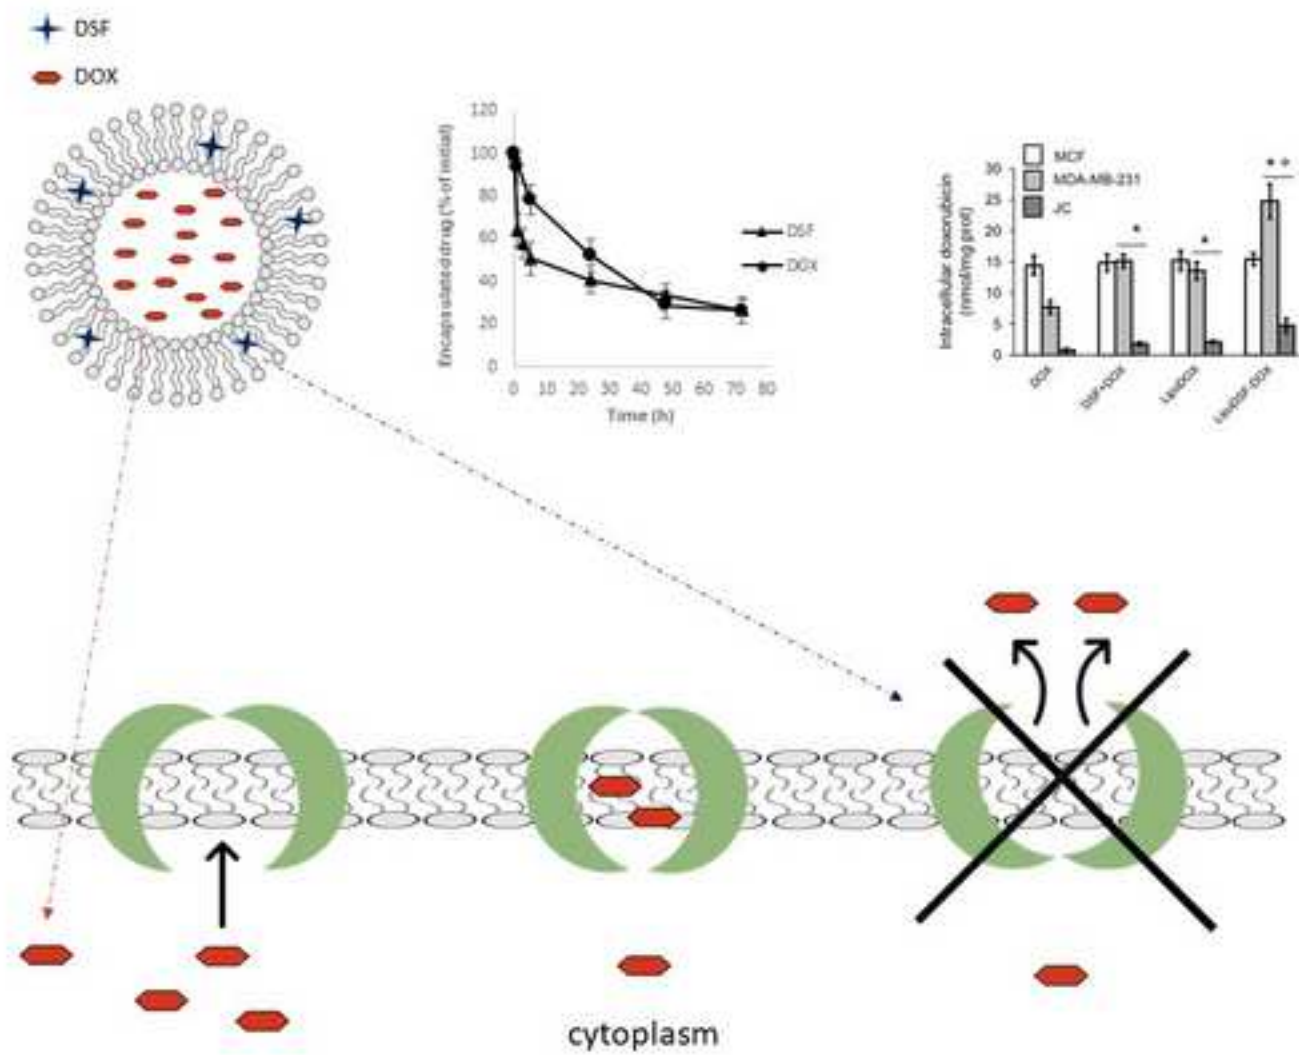 DSF
DOX
120
100
80
60
40
20
0
Encapsulated drug (% of initial)
0 10 20 30 40 50 60 70 80
Time (h)
DSF
DOX
MCF
MDA-MB-231
JC
30
25
20
15
10
5
0
Intracellular doxorubicin
(nmol/mg prot)
DOX
DSF+DOX
LipoDOX
LipoDSF-DOX
cytoplasm